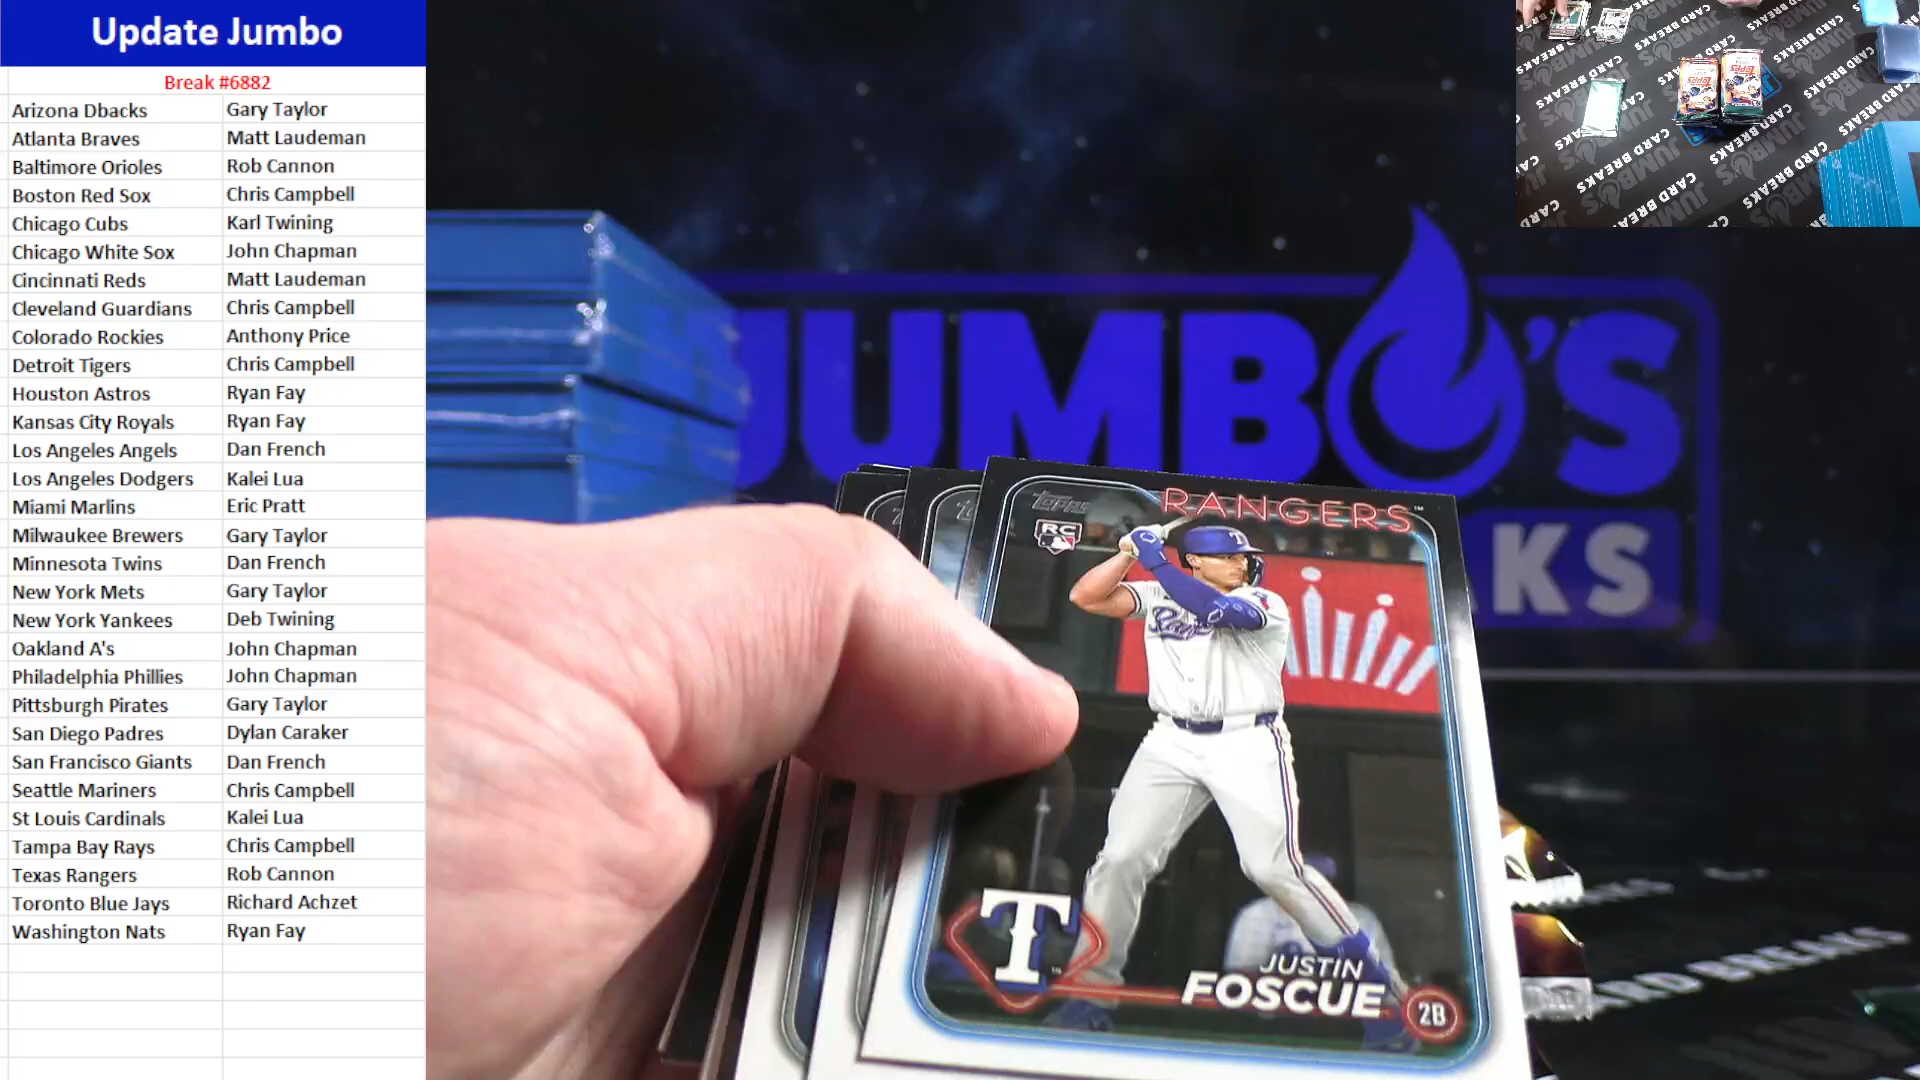 Update Jumbo
Break #6882
Arizona Dbacks Gary Taylor
Atlanta Braves Matt Laudeman
Baltimore Orioles Rob Cannon
Boston Red Sox Chris Campbell
Chicago Cubs Karl Twining
Chicago White Sox John Chapman
Cincinnati Reds Matt Laudeman
Cleveland Guardians Chris Campbell
Colorado Rockies Anthony Price
Detroit Tigers Chris Campbell
Houston Astros Ryan Fay
Kansas City Royals Ryan Fay
Los Angeles Angels Dan French
Los Angeles Dodgers Kalei Lua
Miami Marlins Eric Pratt
Milwaukee Brewers Gary Taylor
Minnesota Twins Dan French
New York Mets Gary Taylor
New York Yankees Deb Twining
Oakland A's John Chapman
Philadelphia Phillies John Chapman
Pittsburgh Pirates Gary Taylor
San Diego Padres Dylan Caraker
San Francisco Giants Dan French
Seattle Mariners Chris Campbell
St Louis Cardinals Kalei Lua
Tampa Bay Rays Chris Campbell
Texas Rangers Rob Cannon
Toronto Blue Jays Richard Achzet
Washington Nats Ryan Fay
JUMBO'S
AKS
TOPPS
RANGERS
RC
T
JUSTIN
FOSCUE
2B
CARD BREAKS